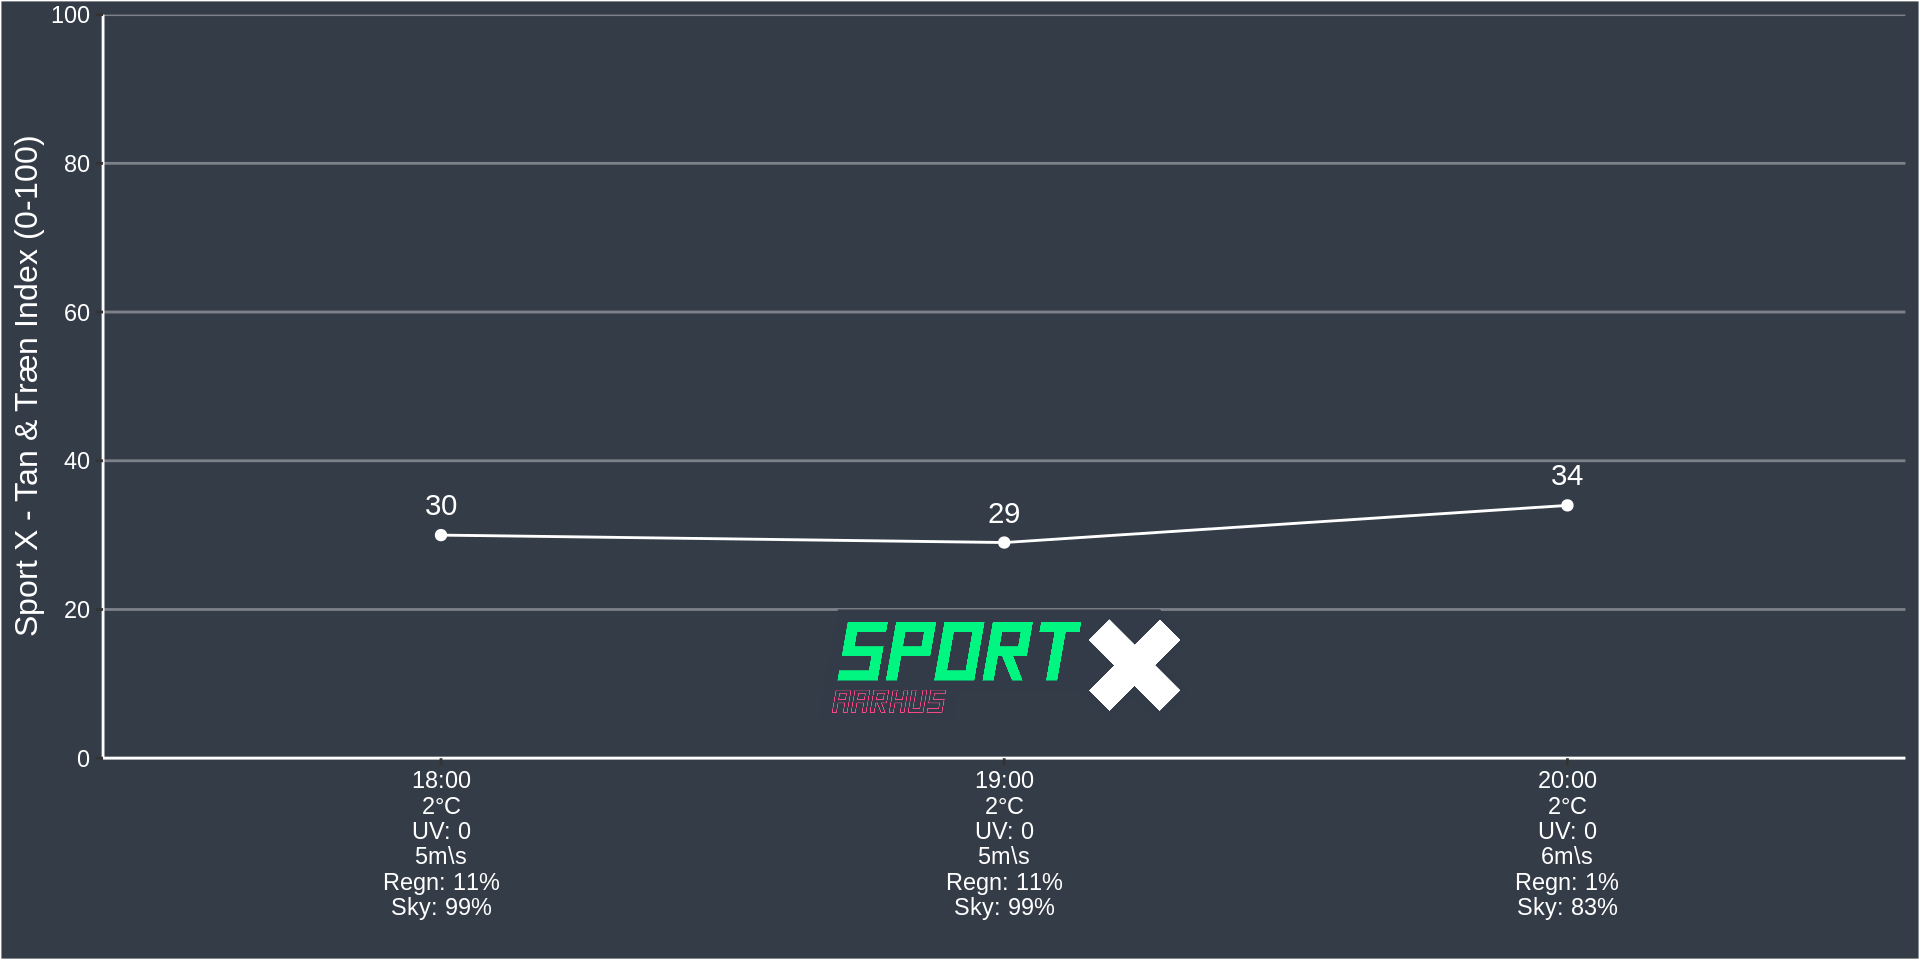 Sport X - Tan & Træn Index (0-100)
100
80
60
40
20
0
30
29
34
SPORT X
AARHUS
18:00
2°C
UV: 0
5m\s
Regn: 11%
Sky: 99%
19:00
2°C
UV: 0
5m\s
Regn: 11%
Sky: 99%
20:00
2°C
UV: 0
6m\s
Regn: 1%
Sky: 83%